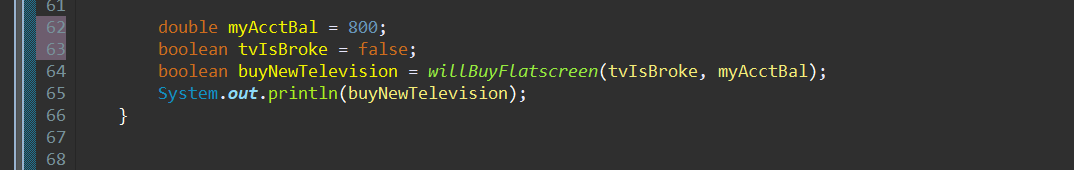 61
62 double myAcctBal = 800;
63 boolean tvIsBroke = false;
64 boolean buyNewTelevision = willBuyFlatscreen(tvIsBroke, myAcctBal);
65 System.out.println(buyNewTelevision);
66 }
67
68